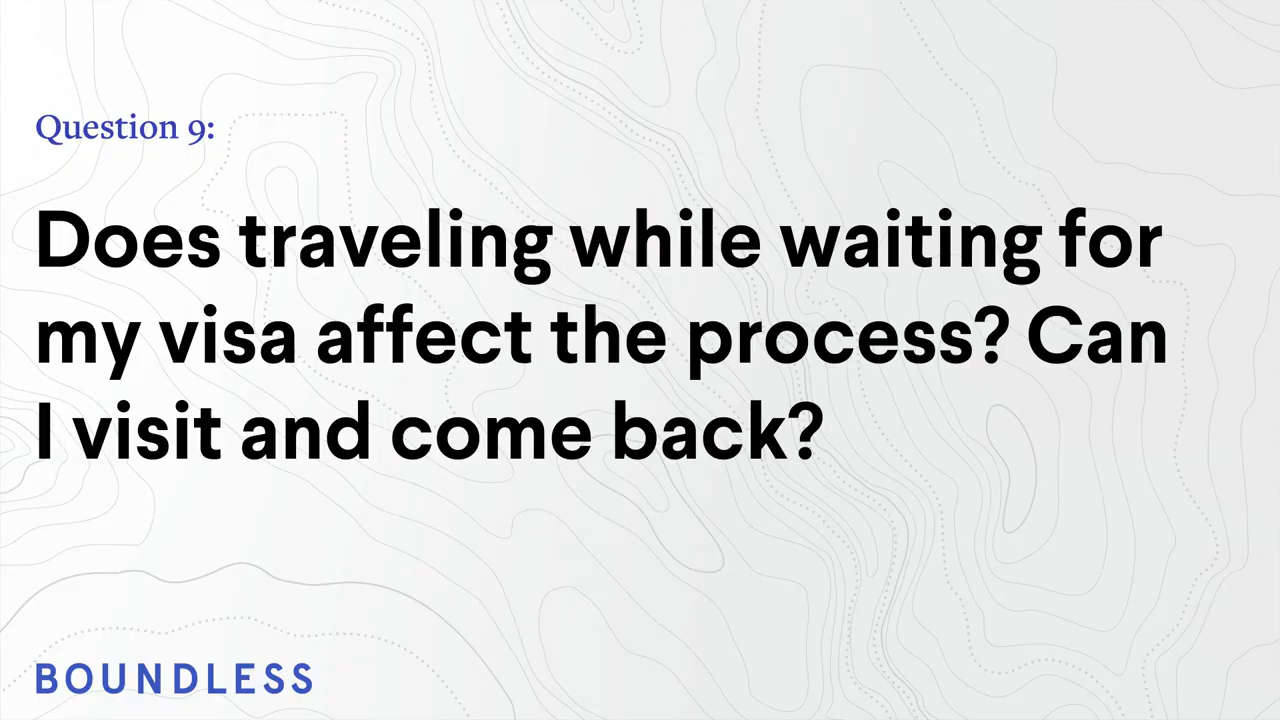 Question 9:
Does traveling while waiting for
my visa affect the process? Can
I visit and come back?
BOUNDLESS